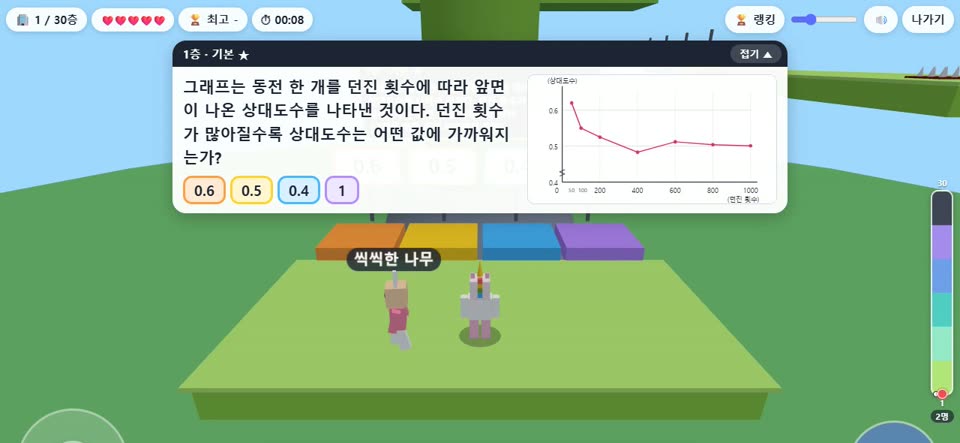 1 / 30층
최고 -
00:08
랭킹
나가기
1층 - 기본 ★
접기 ▲
그래프는 동전 한 개를 던진 횟수에 따라 앞면
이 나온 상대도수를 나타낸 것이다. 던진 횟수
가 많아질수록 상대도수는 어떤 값에 가까워지
는가?
0.6
0.5
0.4
1
(상대도수)
0.6
0.5
0.4
0 50 100 200 400 600 800 1000
(던진 횟수)
씩씩한 나무
30
1
2명